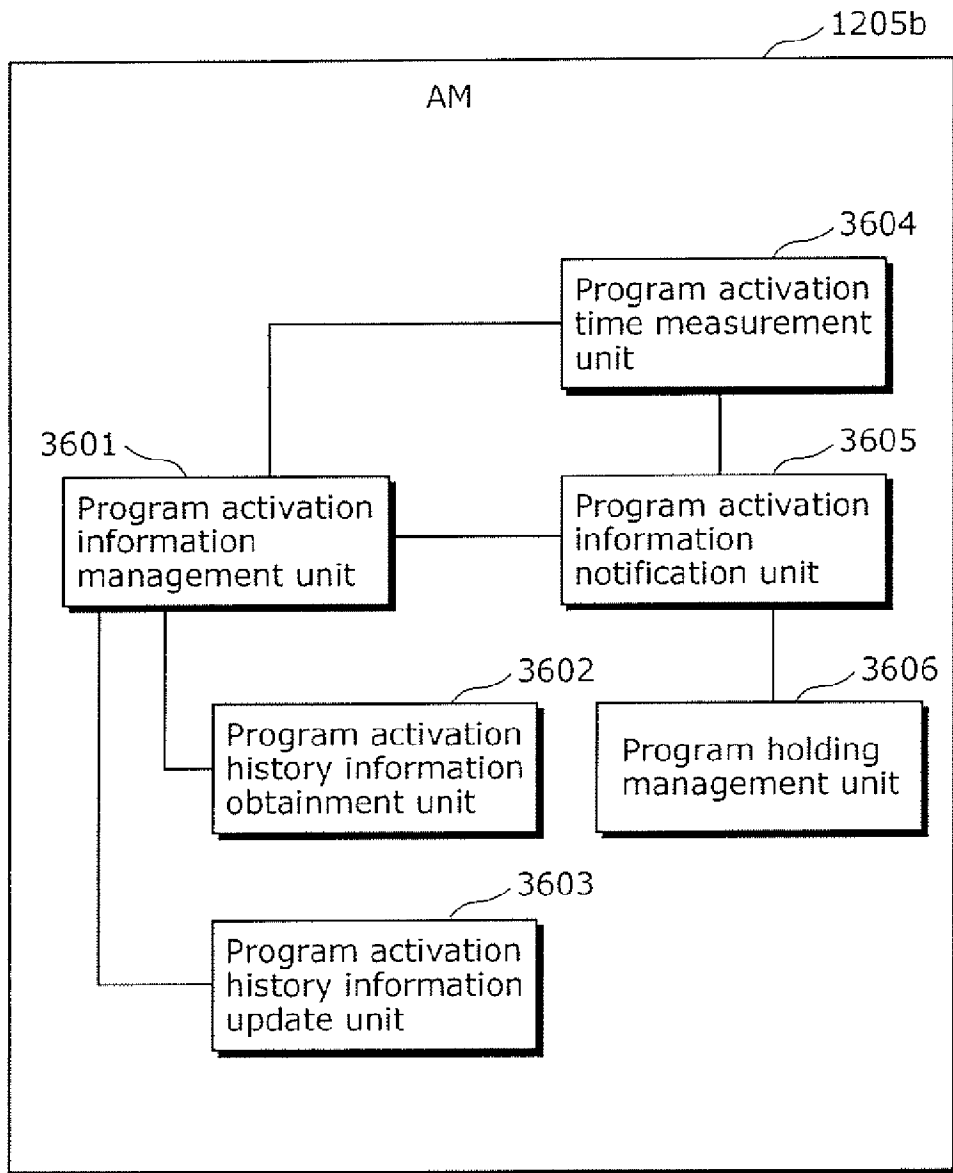 1205b
AM
3604
Program activation
time measurement
unit
3601
Program activation
information
management unit
3605
Program activation
information
notification unit
3602
Program activation
history information
obtainment unit
3606
Program holding
management unit
3603
Program activation
history information
update unit